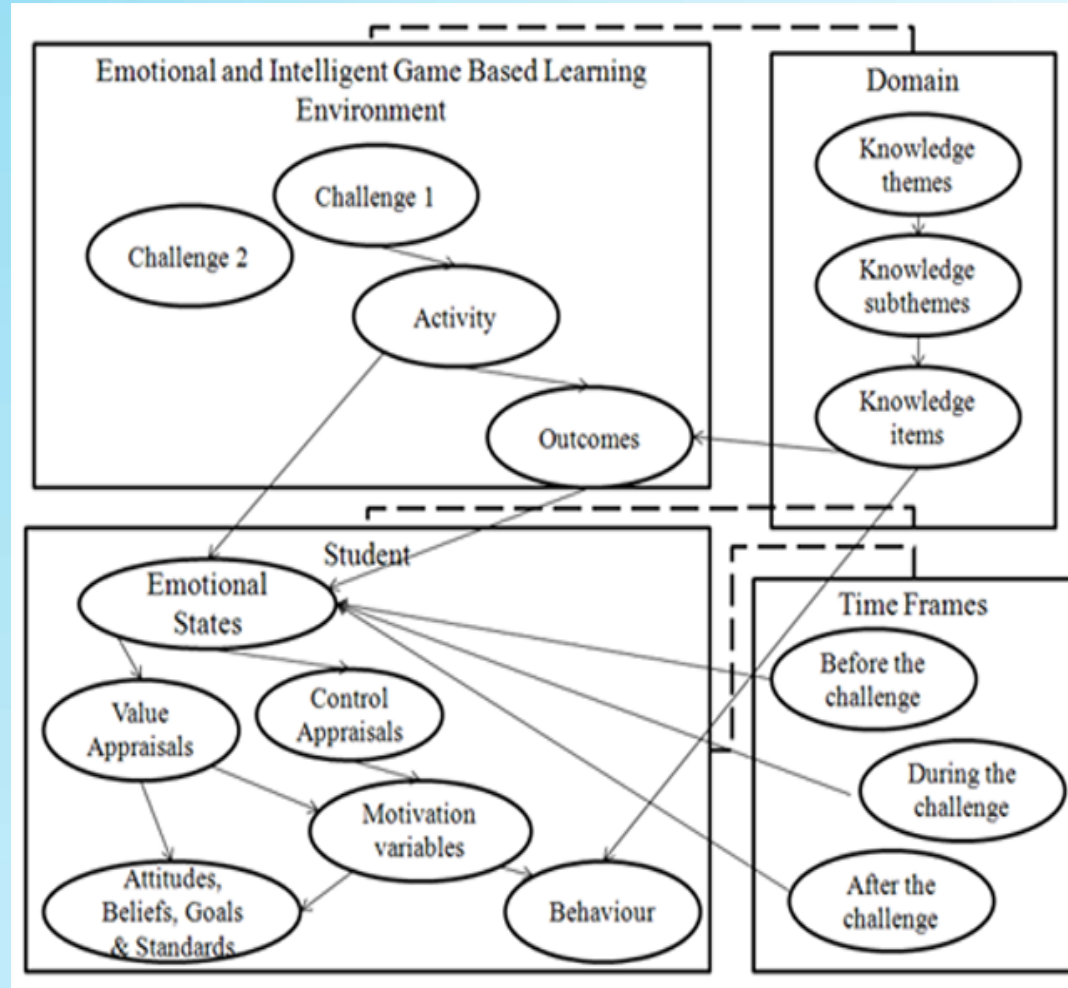 Emotional and Intelligent Game Based Learning
Environment
Challenge 1
Challenge 2
Activity
Outcomes
Domain
Knowledge
themes
Knowledge
subthemes
Knowledge
items
Student
Emotional
States
Value
Appraisals
Control
Appraisals
Motivation
variables
Attitudes,
Beliefs, Goals
& Standards
Behaviour
Time Frames
Before the
challenge
During the
challenge
After the
challenge